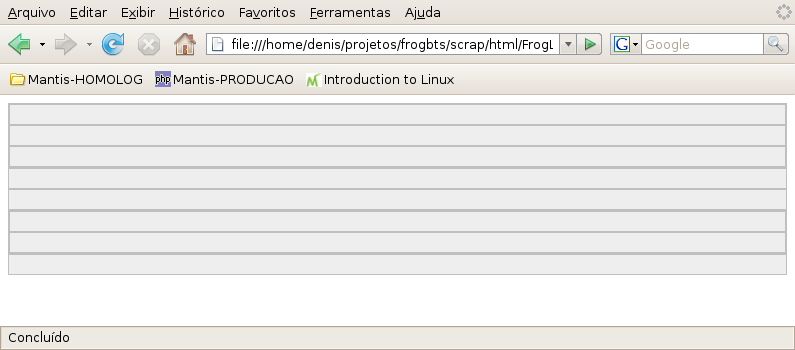 Arquivo Editar Exibir Histórico Favoritos Ferramentas Ajuda
file:///home/denis/projetos/frogbts/scrap/html/FrogL G Google
php Mantis-HOMOLOG Mantis-PRODUCAO Introduction to Linux
Concluído